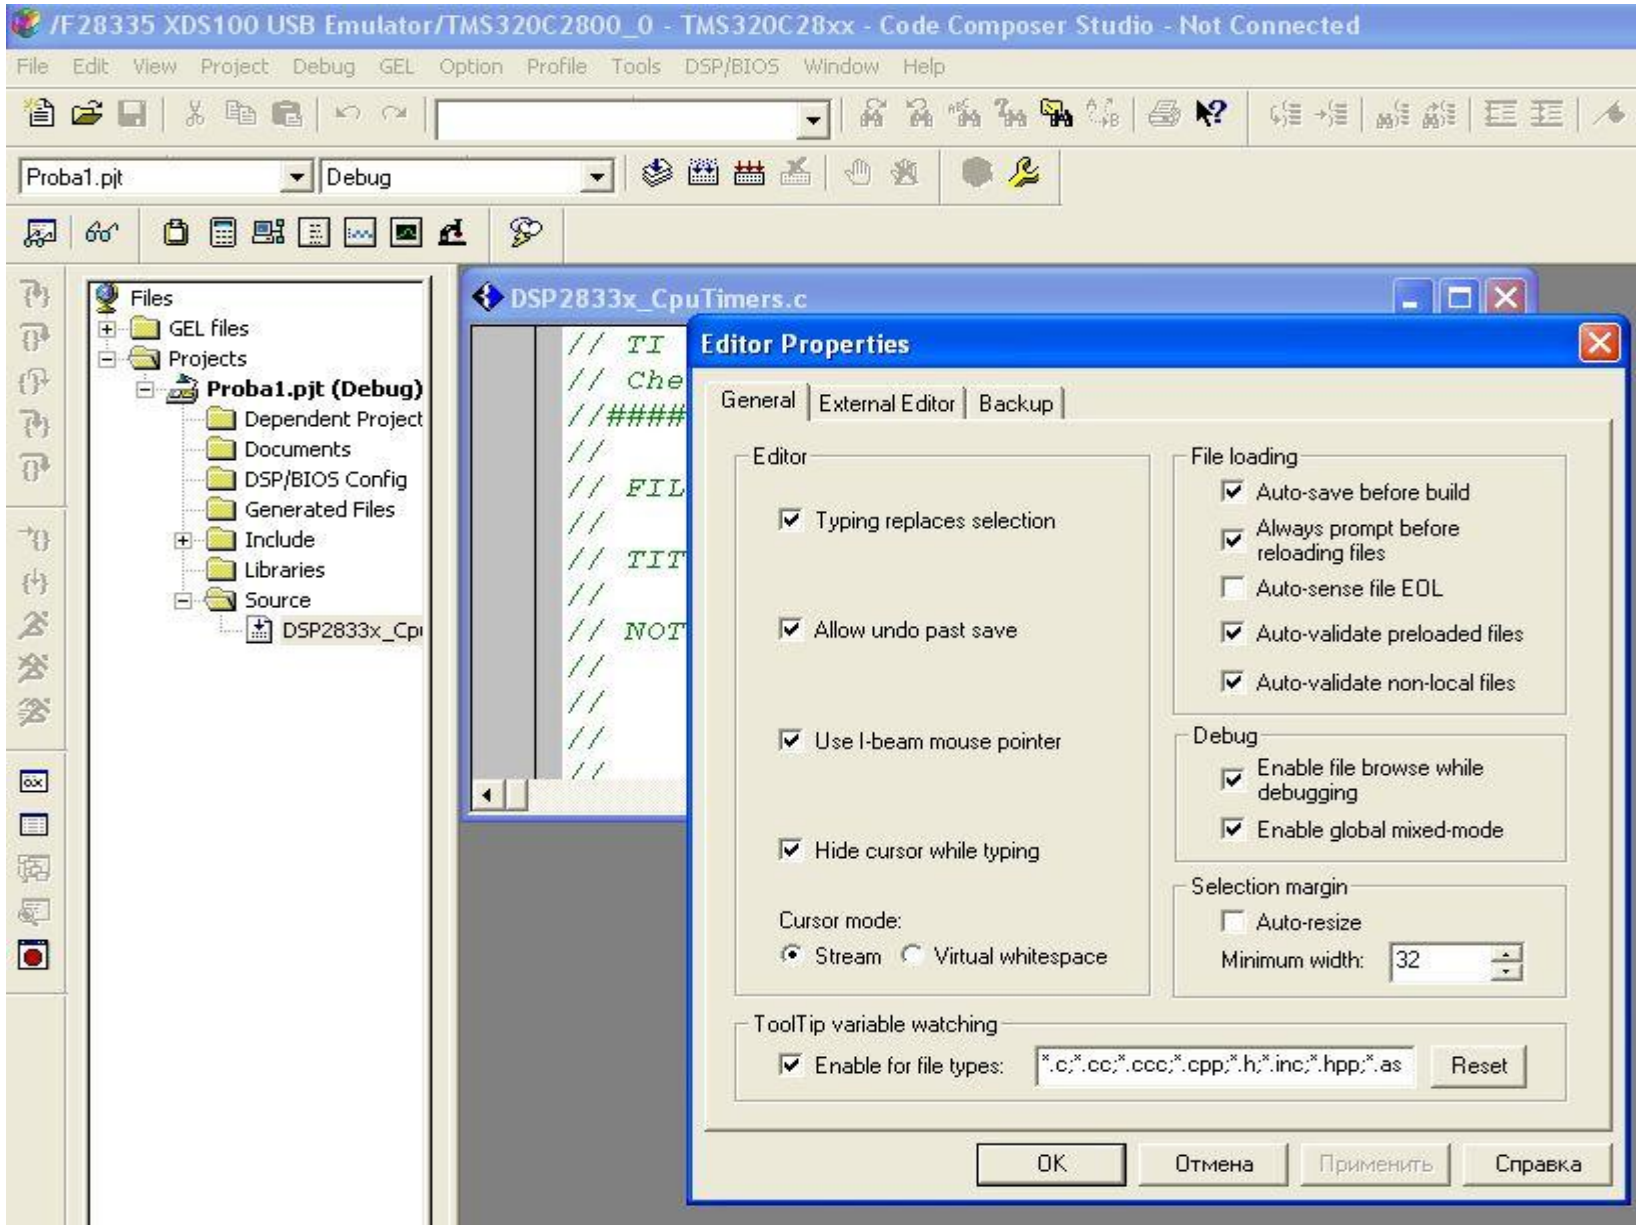 /F28335 XDS100 USB Emulator/TMS320C2800_0 - TMS320C28xx - Code Composer Studio - Not Connected
File Edit View Project Debug GEL Option Profile Tools DSP/BIOS Window Help
Proba1.pjt
Debug
Files
GEL files
Projects
Proba1.pjt (Debug)
Dependent Project
Documents
DSP/BIOS Config
Generated Files
Include
Libraries
Source
DSP2833x_Cp
DSP2833x_CpuTimers.c
// TI
// Che
//####
//
// FIL
//
// TIT
//
// NOT
//
//
//
//
Editor Properties
General External Editor Backup
Editor
Typing replaces selection
Allow undo past save
Use I-beam mouse pointer
Hide cursor while typing
Cursor mode:
Stream Virtual whitespace
File loading
Auto-save before build
Always prompt before
reloading files
Auto-sense file EOL
Auto-validate preloaded files
Auto-validate non-local files
Debug
Enable file browse while
debugging
Enable global mixed-mode
Selection margin
Auto-resize
Minimum width: 32
ToolTip variable watching
Enable for file types: *.c;*.cc;*.ccc;*.cpp;*.h;*.inc;*.hpp;*.as Reset
OK Отмена Применить Справка